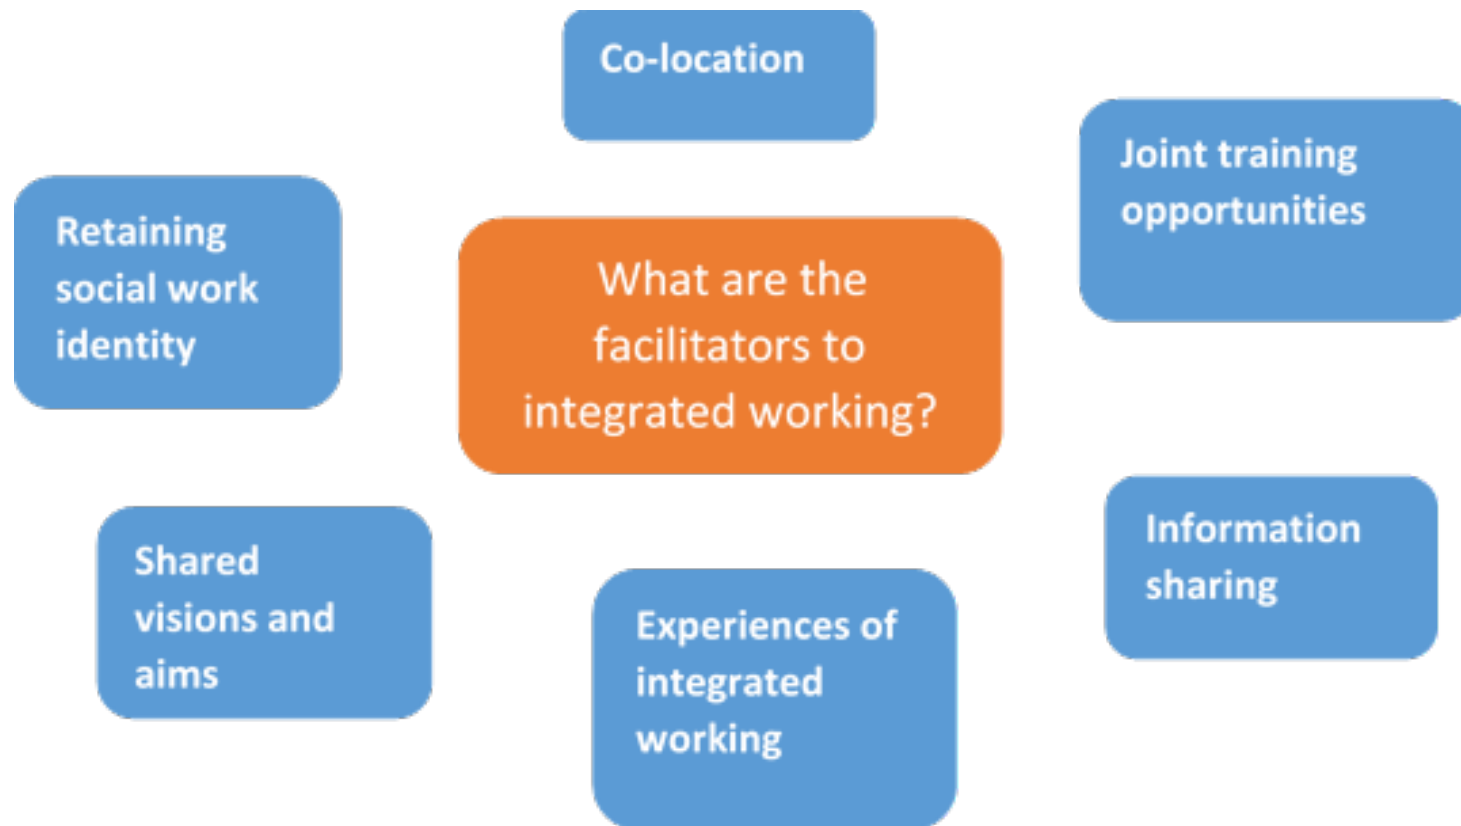 Co-location
Joint training
opportunities
Retaining
social work
identity
What are the
facilitators to
integrated working?
Information
sharing
Shared
visions and
aims
Experiences of
integrated
working